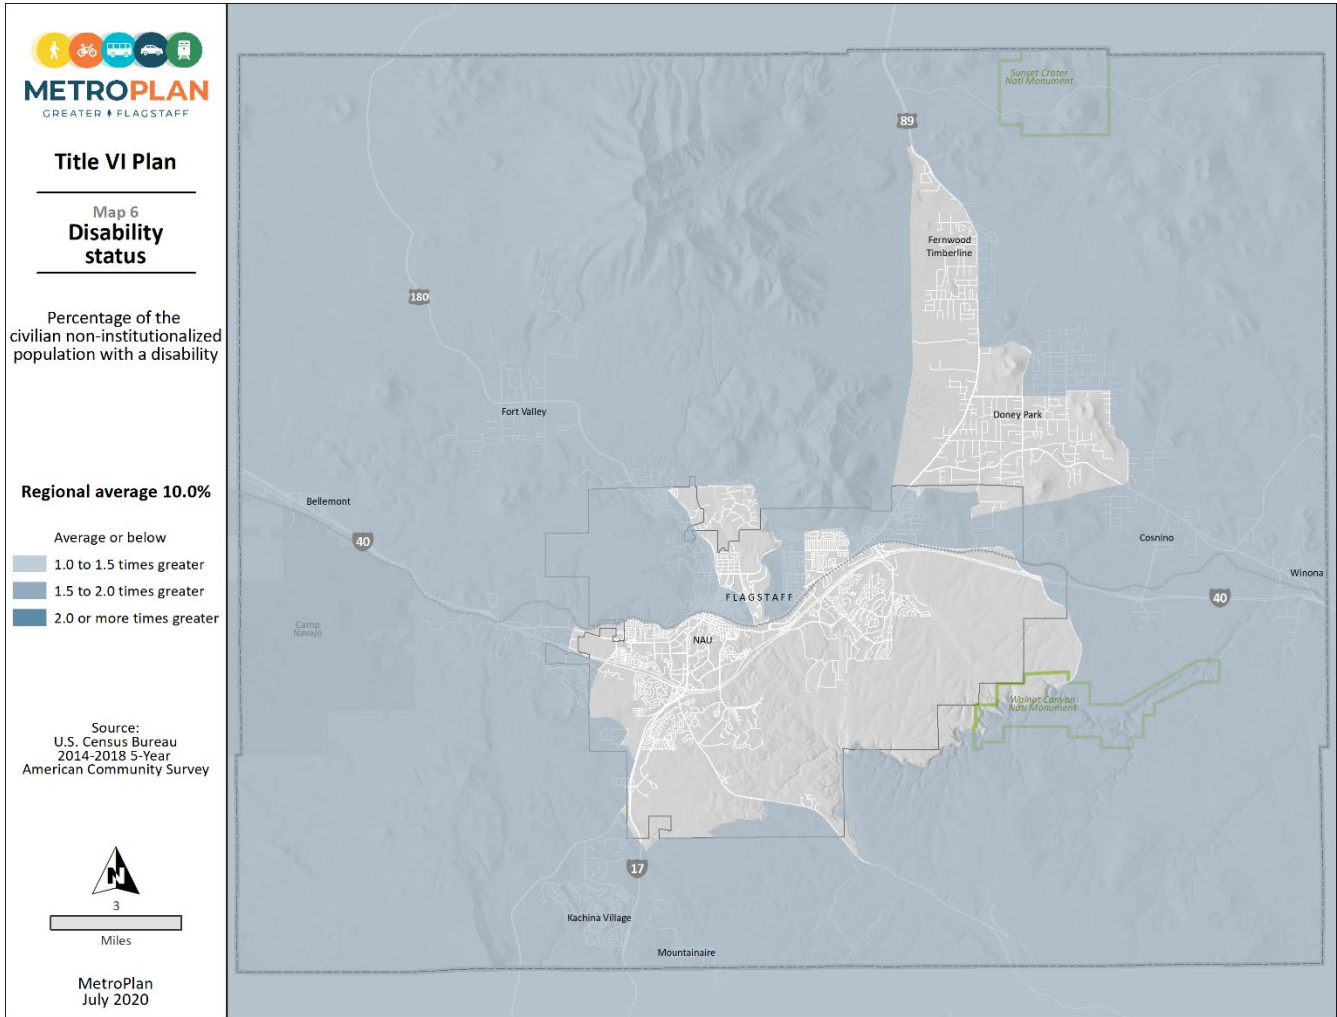 METROPLAN
GREATER FLAGSTAFF
Title VI Plan
Map 6
Disability
status
Percentage of the
civilian non-institutionalized
population with a disability
Regional average 10.0%
Average or below
1.0 to 1.5 times greater
1.5 to 2.0 times greater
2.0 or more times greater
Source:
U.S. Census Bureau
2014-2018 5-Year
American Community Survey
N
3
Miles
MetroPlan
July 2020
Sunset Crater
Natl Monument
89
Fernwood
Timberline
180
Fort Valley
Doney Park
Bellemont
40
Cosnino
Winona
FLAGSTAFF
40
Camp
Navajo
NAU
Walnut Canyon
Natl Monument
17
Kachina Village
Mountainaire